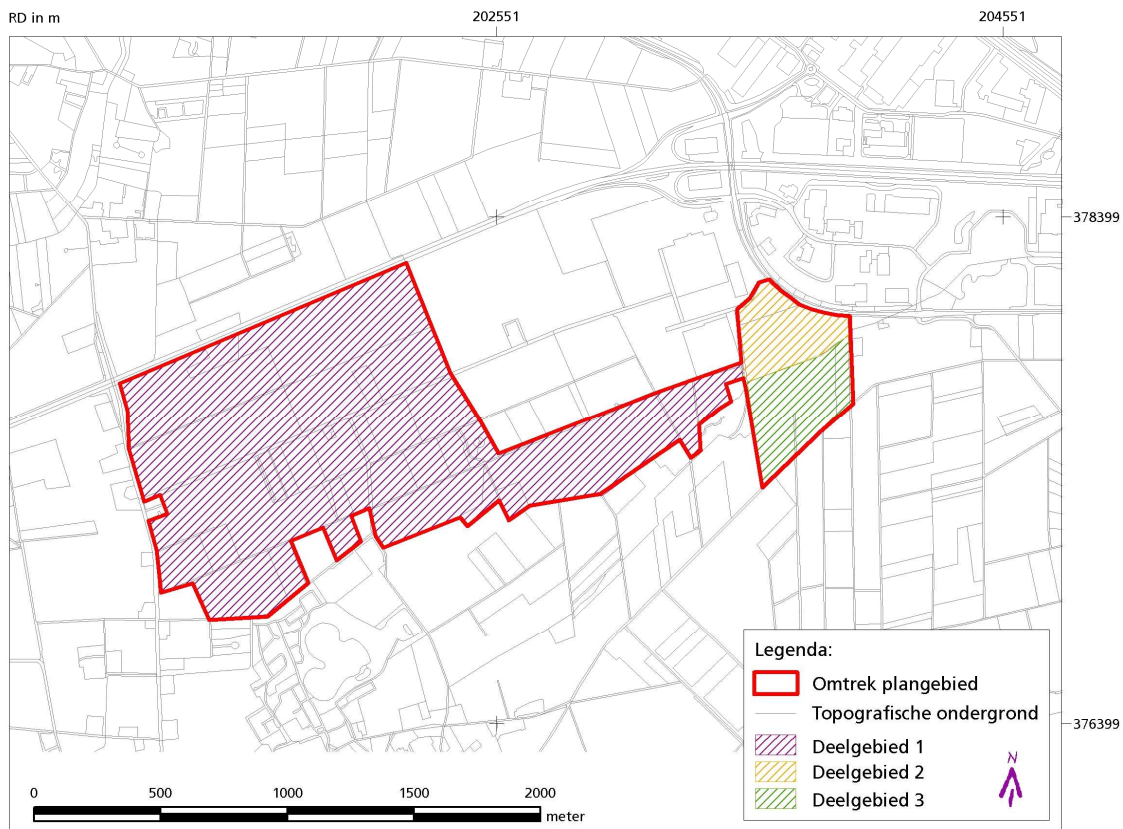 RD in m
202551
204551
378399
376399
Legenda:
Omtrek plangebied
Topografische ondergrond
Deelgebied 1
Deelgebied 2
Deelgebied 3
N
0 500 1000 1500 2000
meter